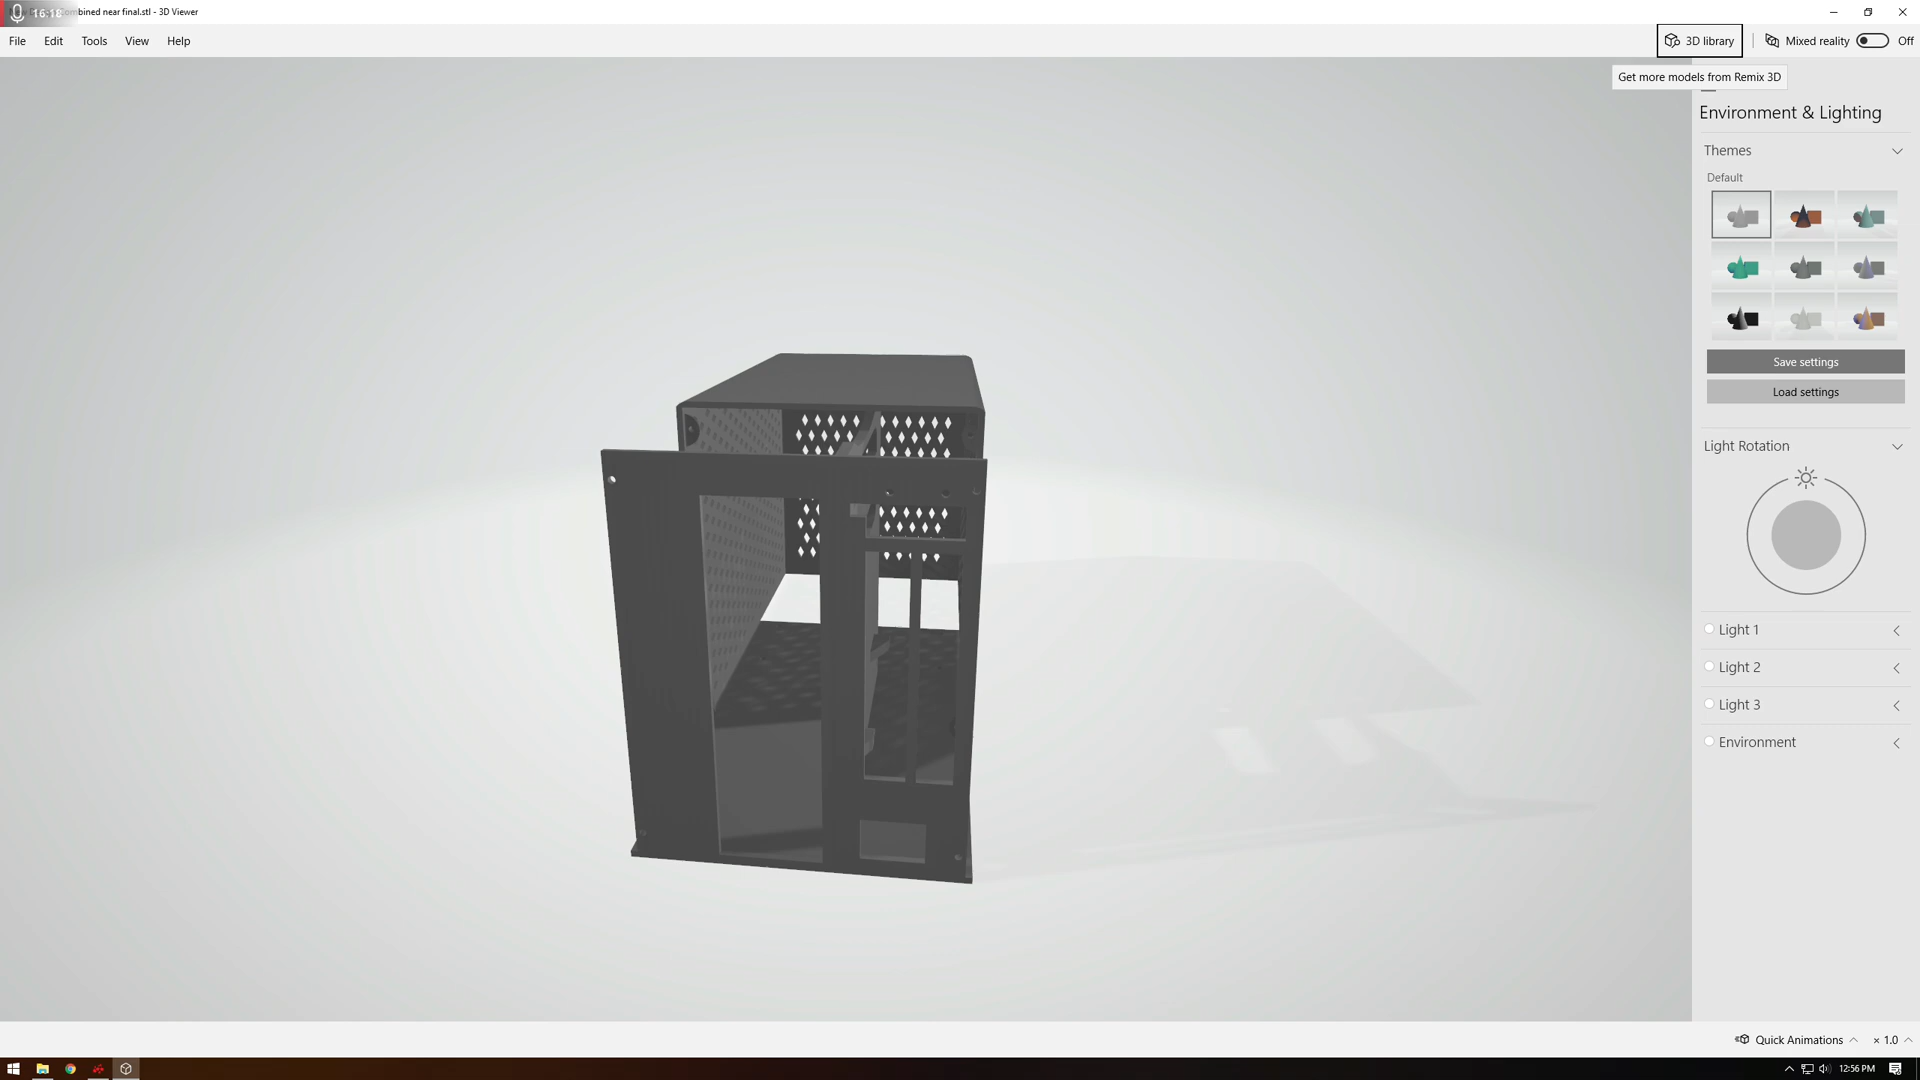 16:18 mbined near final.stl - 3D Viewer
File Edit Tools View Help
3D library Mixed reality Off
Get more models from Remix 3D
Environment & Lighting
Themes
Default
Save settings
Load settings
Light Rotation
Light 1
Light 2
Light 3
Environment
Quick Animations × 1.0
12:56 PM